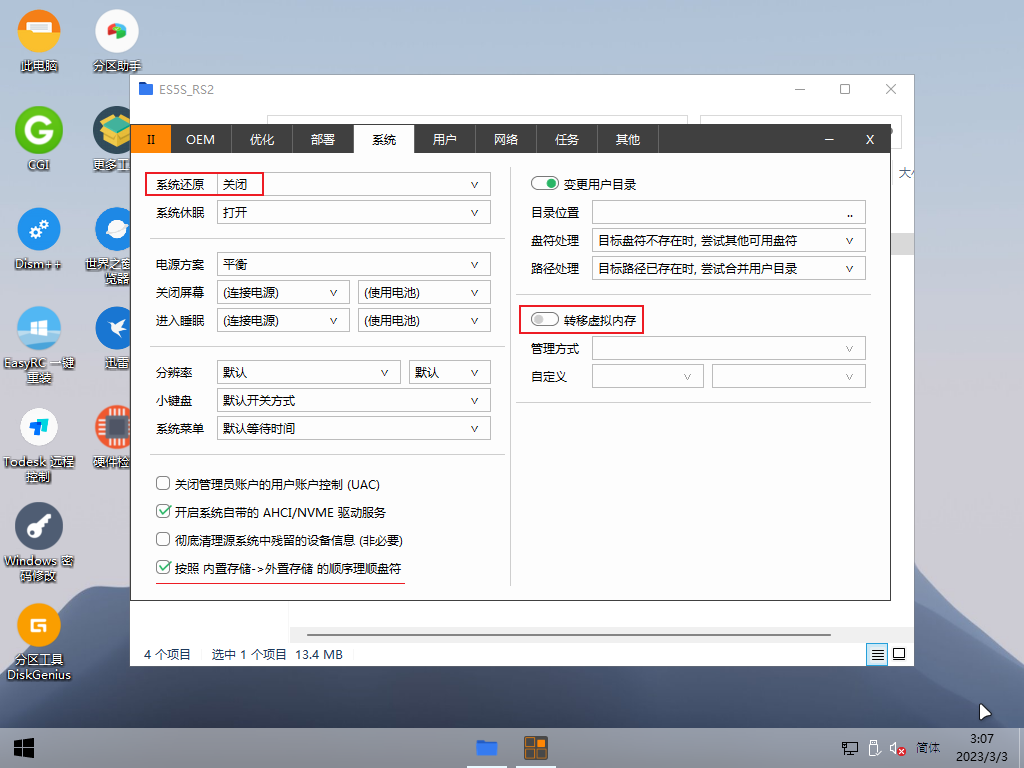 此电脑
分区助手
CGI
更多工
Dism++
世界之窗
览器
EasyRC 一键
重装
迅雷
Todesk 远程
控制
硬件检
Windows 密
码修改
分区工具
DiskGenius
ES5S_RS2
大小
II OEM 优化 部署 系统 用户 网络 任务 其他 X
系统还原 关闭
系统休眠 打开
电源方案 平衡
关闭屏幕 (连接电源) (使用电池)
进入睡眠 (连接电源) (使用电池)
分辨率 默认 默认
小键盘 默认开关方式
系统菜单 默认等待时间
关闭管理员账户的用户账户控制 (UAC)
开启系统自带的 AHCI/NVME 驱动服务
彻底清理源系统中残留的设备信息 (非必要)
按照 内置存储->外置存储 的顺序理顺盘符
变更用户目录
目录位置 ..
盘符处理 目标盘符不存在时, 尝试其他可用盘符
路径处理 目标路径已存在时, 尝试合并用户目录
转移虚拟内存
管理方式
自定义
4 个项目 选中 1 个项目 13.4 MB
简体
3:07
2023/3/3